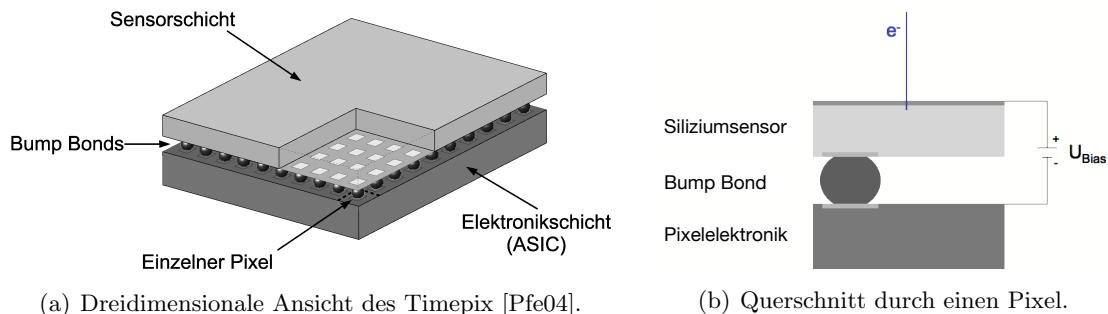 Sensorschicht
Bump Bonds
Einzelner Pixel
Elektronikschicht
(ASIC)
(a) Dreidimensionale Ansicht des Timepix [Pfe04].
e-
Siliziumsensor
Bump Bond
Pixelelektronik
+
-
UBias
(b) Querschnitt durch einen Pixel.